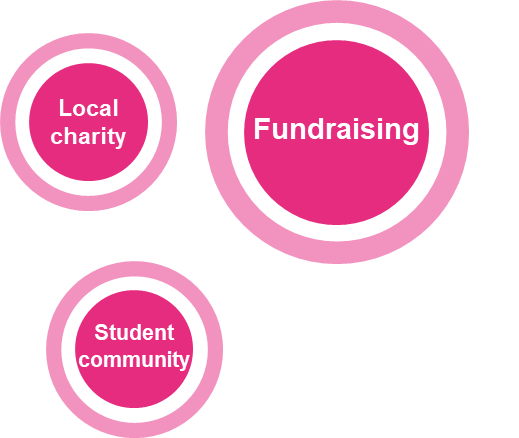 Local
charity
Fundraising
Student
community